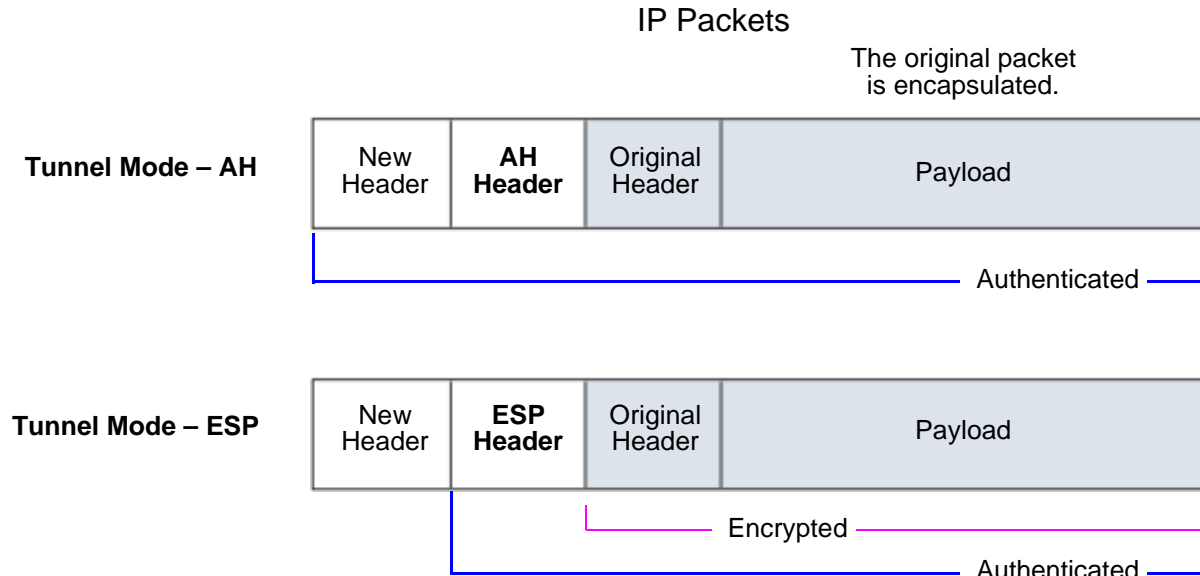 IP Packets
The original packet
is encapsulated.
Tunnel Mode – AH
New
Header
AH
Header
Original
Header
Payload
Authenticated
Tunnel Mode – ESP
New
Header
ESP
Header
Original
Header
Payload
Encrypted
Authenticated